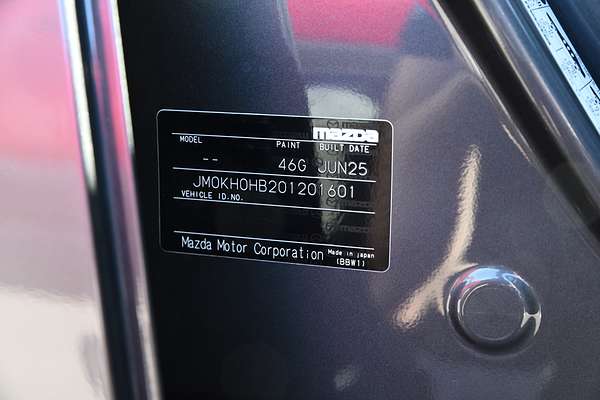 mazda
MODEL PAINT BUILT DATE
-- 46G JUN25
JM0KH0HB201201601
VEHICLE ID.NO.
Mazda Motor Corporation Made in Japan
(BBW1)